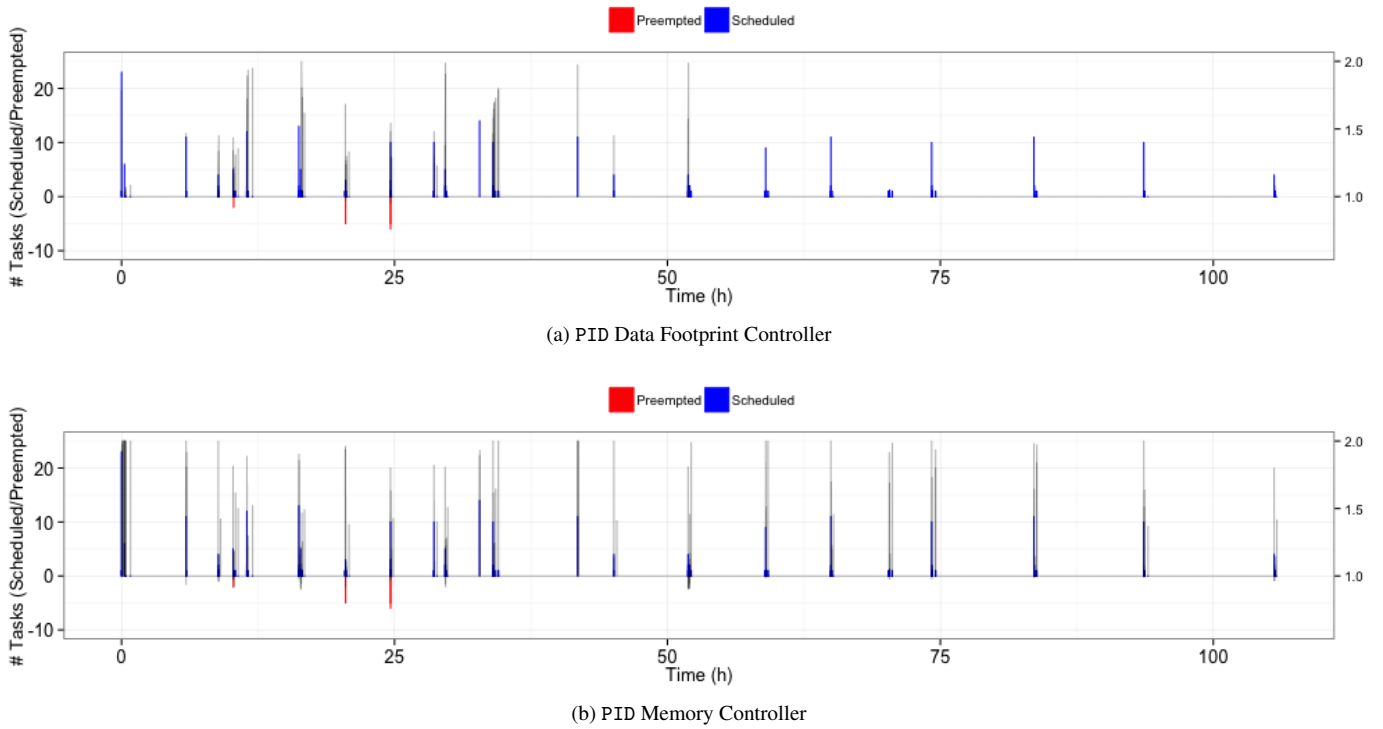 Preempted Scheduled
# Tasks (Scheduled/Preempted)
20
10
0
-10
2.0
1.5
1.0
0 25 50 75 100
Time (h)
(a) PID Data Footprint Controller
Preempted Scheduled
# Tasks (Scheduled/Preempted)
20
10
0
-10
2.0
1.5
1.0
0 25 50 75 100
Time (h)
(b) PID Memory Controller